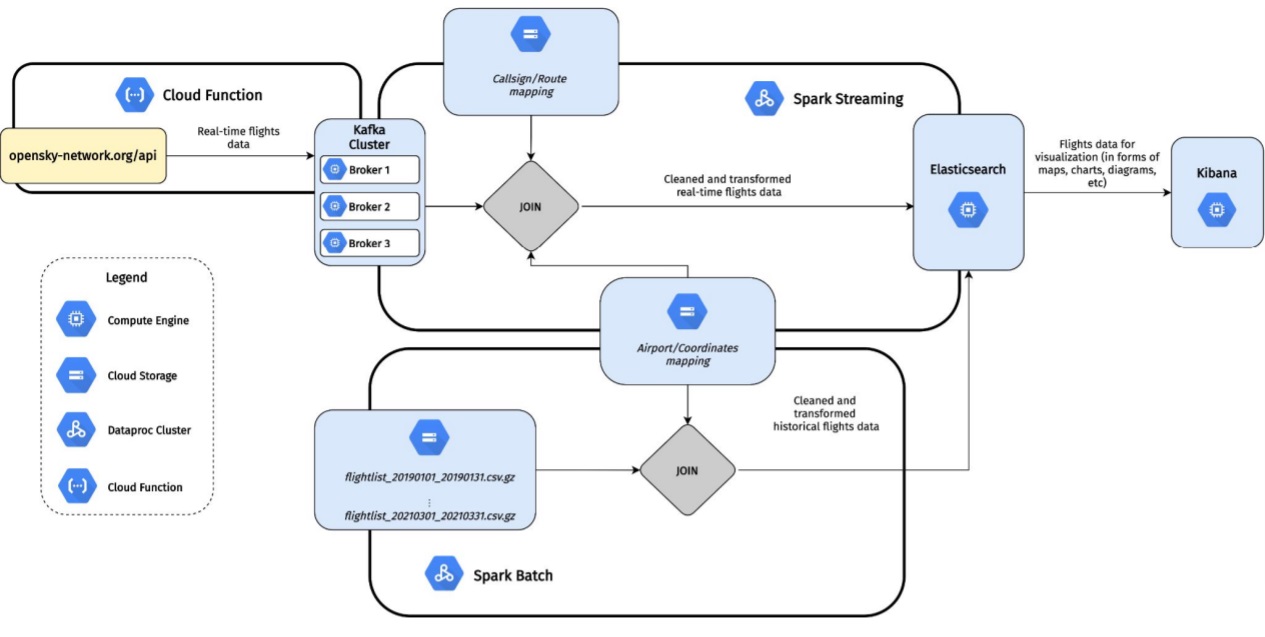 Callsign/Route
mapping
Cloud Function
Spark Streaming
opensky-network.org/api
Real-time flights
data
Kafka
Cluster
Broker 1
Broker 2
Broker 3
JOIN
Cleaned and transformed
real-time flights data
Elasticsearch
Flights data for
visualization (in forms of
maps, charts, diagrams,
etc)
Kibana
Legend
Compute Engine
Cloud Storage
Dataproc Cluster
Cloud Function
Airport/Coordinates
mapping
Cleaned and
transformed
historical flights data
flightlist_20190101_20190131.csv.gz
⋮
flightlist_20210301_20210331.csv.gz
JOIN
Spark Batch